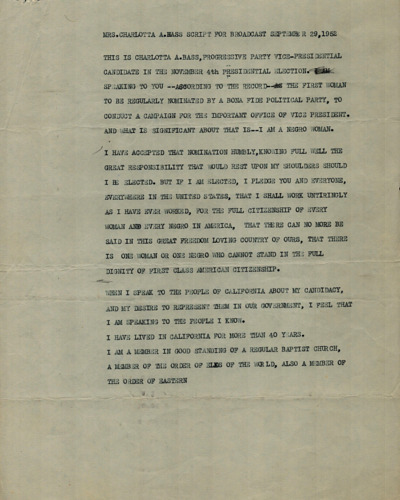 MRS.CHARLOTTA A.BASS SCRIPT FOR BROADCAST SEPTEMBER 29,1952
THIS IS CHARLOTTA A.BASS,PROGRESSIVE PARTY VICE-PRESIDENTIAL
CANDIDATE IN THE NOVEMBER 4th PRESIDENTIAL ELECTION.
SPEAKING TO YOU --ACCORDING TO THE RECORD-- THE FIRST WOMAN
TO BE REGULARLY NOMINATED BY A BONA FIDE POLITICAL PARTY, TO
CONDUCT A CAMPAIGN FOR THE IMPORTANT OFFICE OF VICE PRESIDENT.
AND WHAT IS SIGNIFICANT ABOUT THAT IS--I AM A NEGRO WOMAN.
I HAVE ACCEPTED THAT NOMINATION HUMBLY,KNOWING FULL WELL THE
GREAT RESPONSIBILITY THAT WOULD REST UPON MY SHOULDERS SHOULD
I BE ELECTED. BUT IF I AM ELECTED, I PLEDGE YOU AND EVERYONE,
EVERYWHERE IN THE UNITED STATES, THAT I SHALL WORK UNTIRINGLY
AS I HAVE EVER WORKED, FOR THE FULL CITIZENSHIP OF EVERY
WOMAN AND EVERY NEGRO IN AMERICA, THAT THERE CAN NO MORE BE
SAID IN THIS GREAT FREEDOM LOVING COUNTRY OF OURS, THAT THERE
IS ONE WOMAN OR ONE NEGRO WHO CANNOT STAND IN THE FULL
DIGNITY OF FIRST CLASS AMERICAN CITIZENSHIP.
WHEN I SPEAK TO THE PEOPLE OF CALIFORNIA ABOUT MY CANDIDACY,
AND MY DESIRE TO REPRESENT THEM IN OUR GOVERNMENT, I FEEL THAT
I AM SPEAKING TO THE PEOPLE I KNOW.
I HAVE LIVED IN CALIFORNIA FOR MORE THAN 40 YEARS.
I AM A MEMBER IN GOOD STANDING OF A REGULAR BAPTIST CHURCH,
A MEMBER OF THE ORDER OF ELKS OF THE WORLD, ALSO A MEMBER OF
THE ORDER OF EASTERN